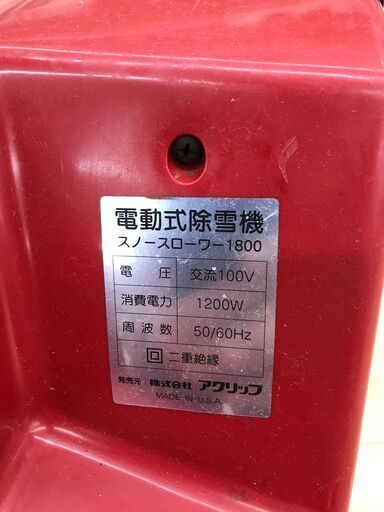 電動式除雪機
スノースローワー1800
電圧 交流100V
消費電力 1200W
周波数 50/60Hz
回 二重絶縁
発売元/株式会社 アクリップ
MADE IN U.S.A.